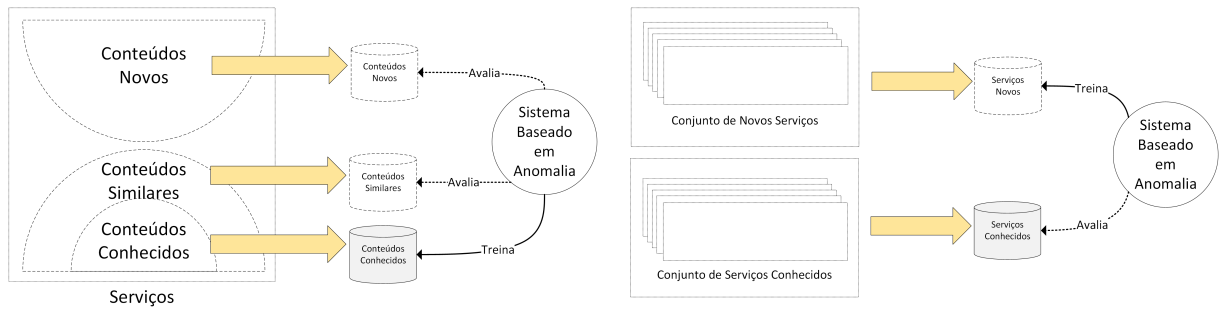 Conteúdos
Novos
Conteúdos
Similares
Conteúdos
Conhecidos
Serviços
Conteúdos
Novos
Conteúdos
Similares
Conteúdos
Conhecidos
Avalia
Avalia
Treina
Sistema
Baseado
em
Anomalia
Conjunto de Novos Serviços
Conjunto de Serviços Conhecidos
Serviços
Novos
Serviços
Conhecidos
Treina
Avalia
Sistema
Baseado
em
Anomalia